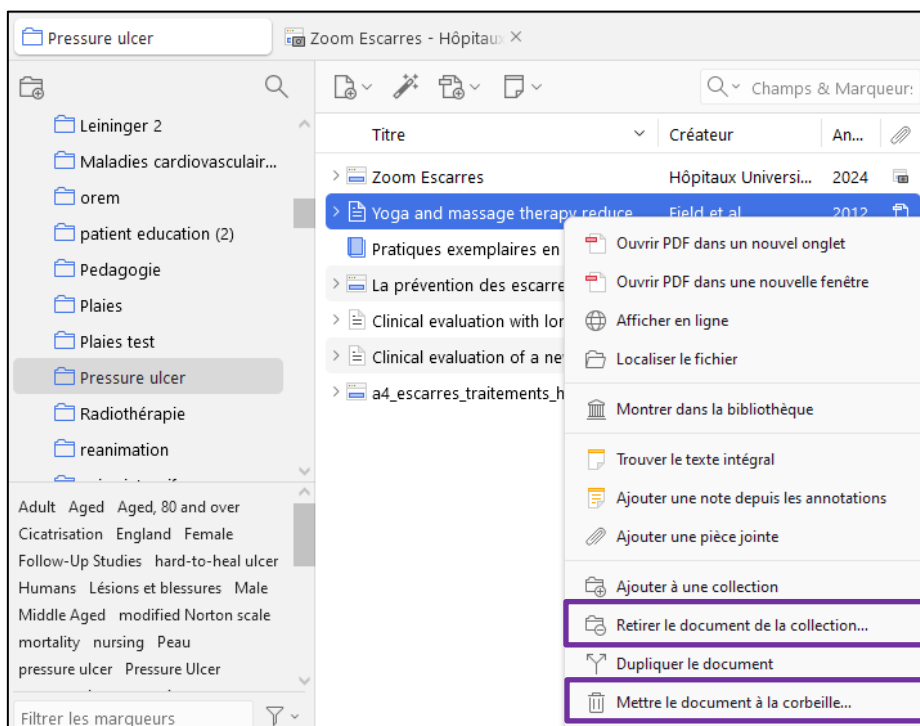 Pressure ulcer
Zoom Escarres - Hôpitaux
Champs & Marqueurs
Leininger 2
Maladies cardiovasculair...
orem
patient education (2)
Pedagogie
Plaies
Plaies test
Pressure ulcer
Radiothérapie
reanimation
Adult Aged Aged, 80 and over
Cicatrisation England Female
Follow-Up Studies hard-to-heal ulcer
Humans Lésions et blessures Male
Middle Aged modified Norton scale
mortality nursing Peau
pressure ulcer Pressure Ulcer
Filtrer les marqueurs
Titre Créateur An...
Zoom Escarres Hôpitaux Universi... 2024
Yoga and massage therapy reduce Field et al. 2012
Pratiques exemplaires en
La prévention des escarre
Clinical evaluation with lon
Clinical evaluation of a ne
a4_escarres_traitements_h
Ouvrir PDF dans un nouvel onglet
Ouvrir PDF dans une nouvelle fenêtre
Afficher en ligne
Localiser le fichier
Montrer dans la bibliothèque
Trouver le texte intégral
Ajouter une note depuis les annotations
Ajouter une pièce jointe
Ajouter à une collection
Retirer le document de la collection...
Dupliquer le document
Mettre le document à la corbeille...